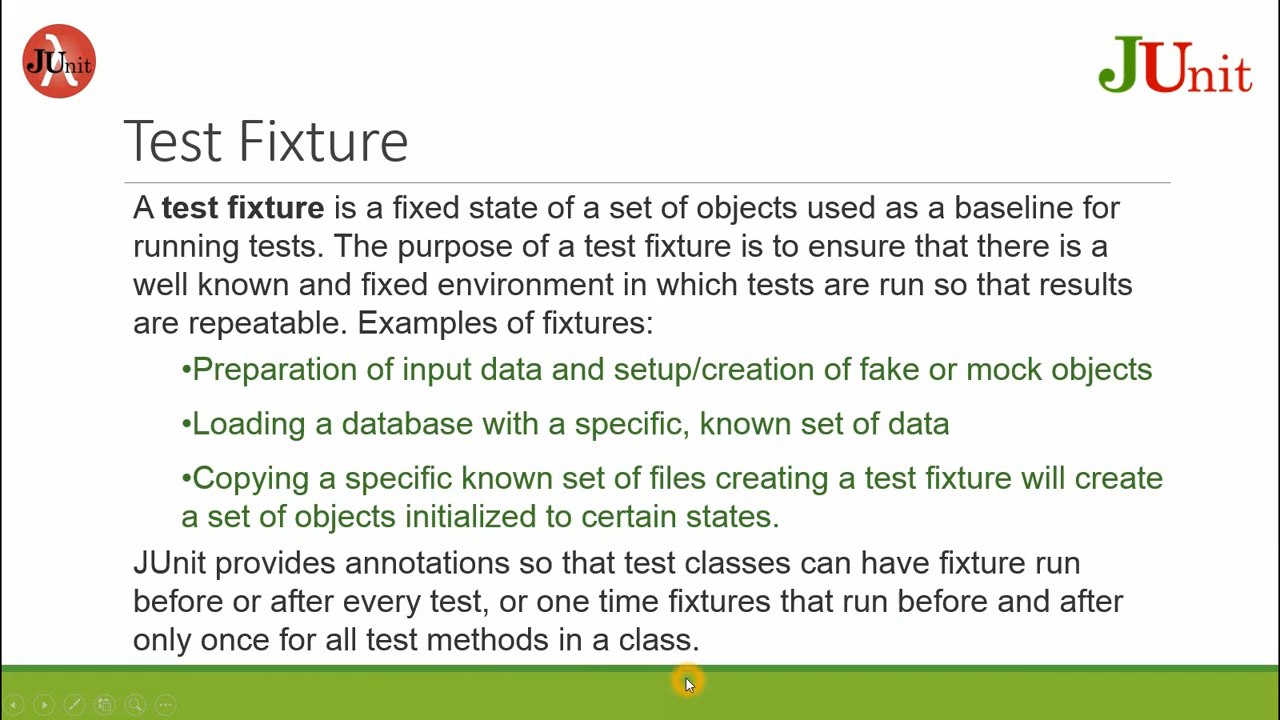 JUnit
JUnit
Test Fixture
A test fixture is a fixed state of a set of objects used as a baseline for
running tests. The purpose of a test fixture is to ensure that there is a
well known and fixed environment in which tests are run so that results
are repeatable. Examples of fixtures:
•Preparation of input data and setup/creation of fake or mock objects
•Loading a database with a specific, known set of data
•Copying a specific known set of files creating a test fixture will create
a set of objects initialized to certain states.
JUnit provides annotations so that test classes can have fixture run
before or after every test, or one time fixtures that run before and after
only once for all test methods in a class.